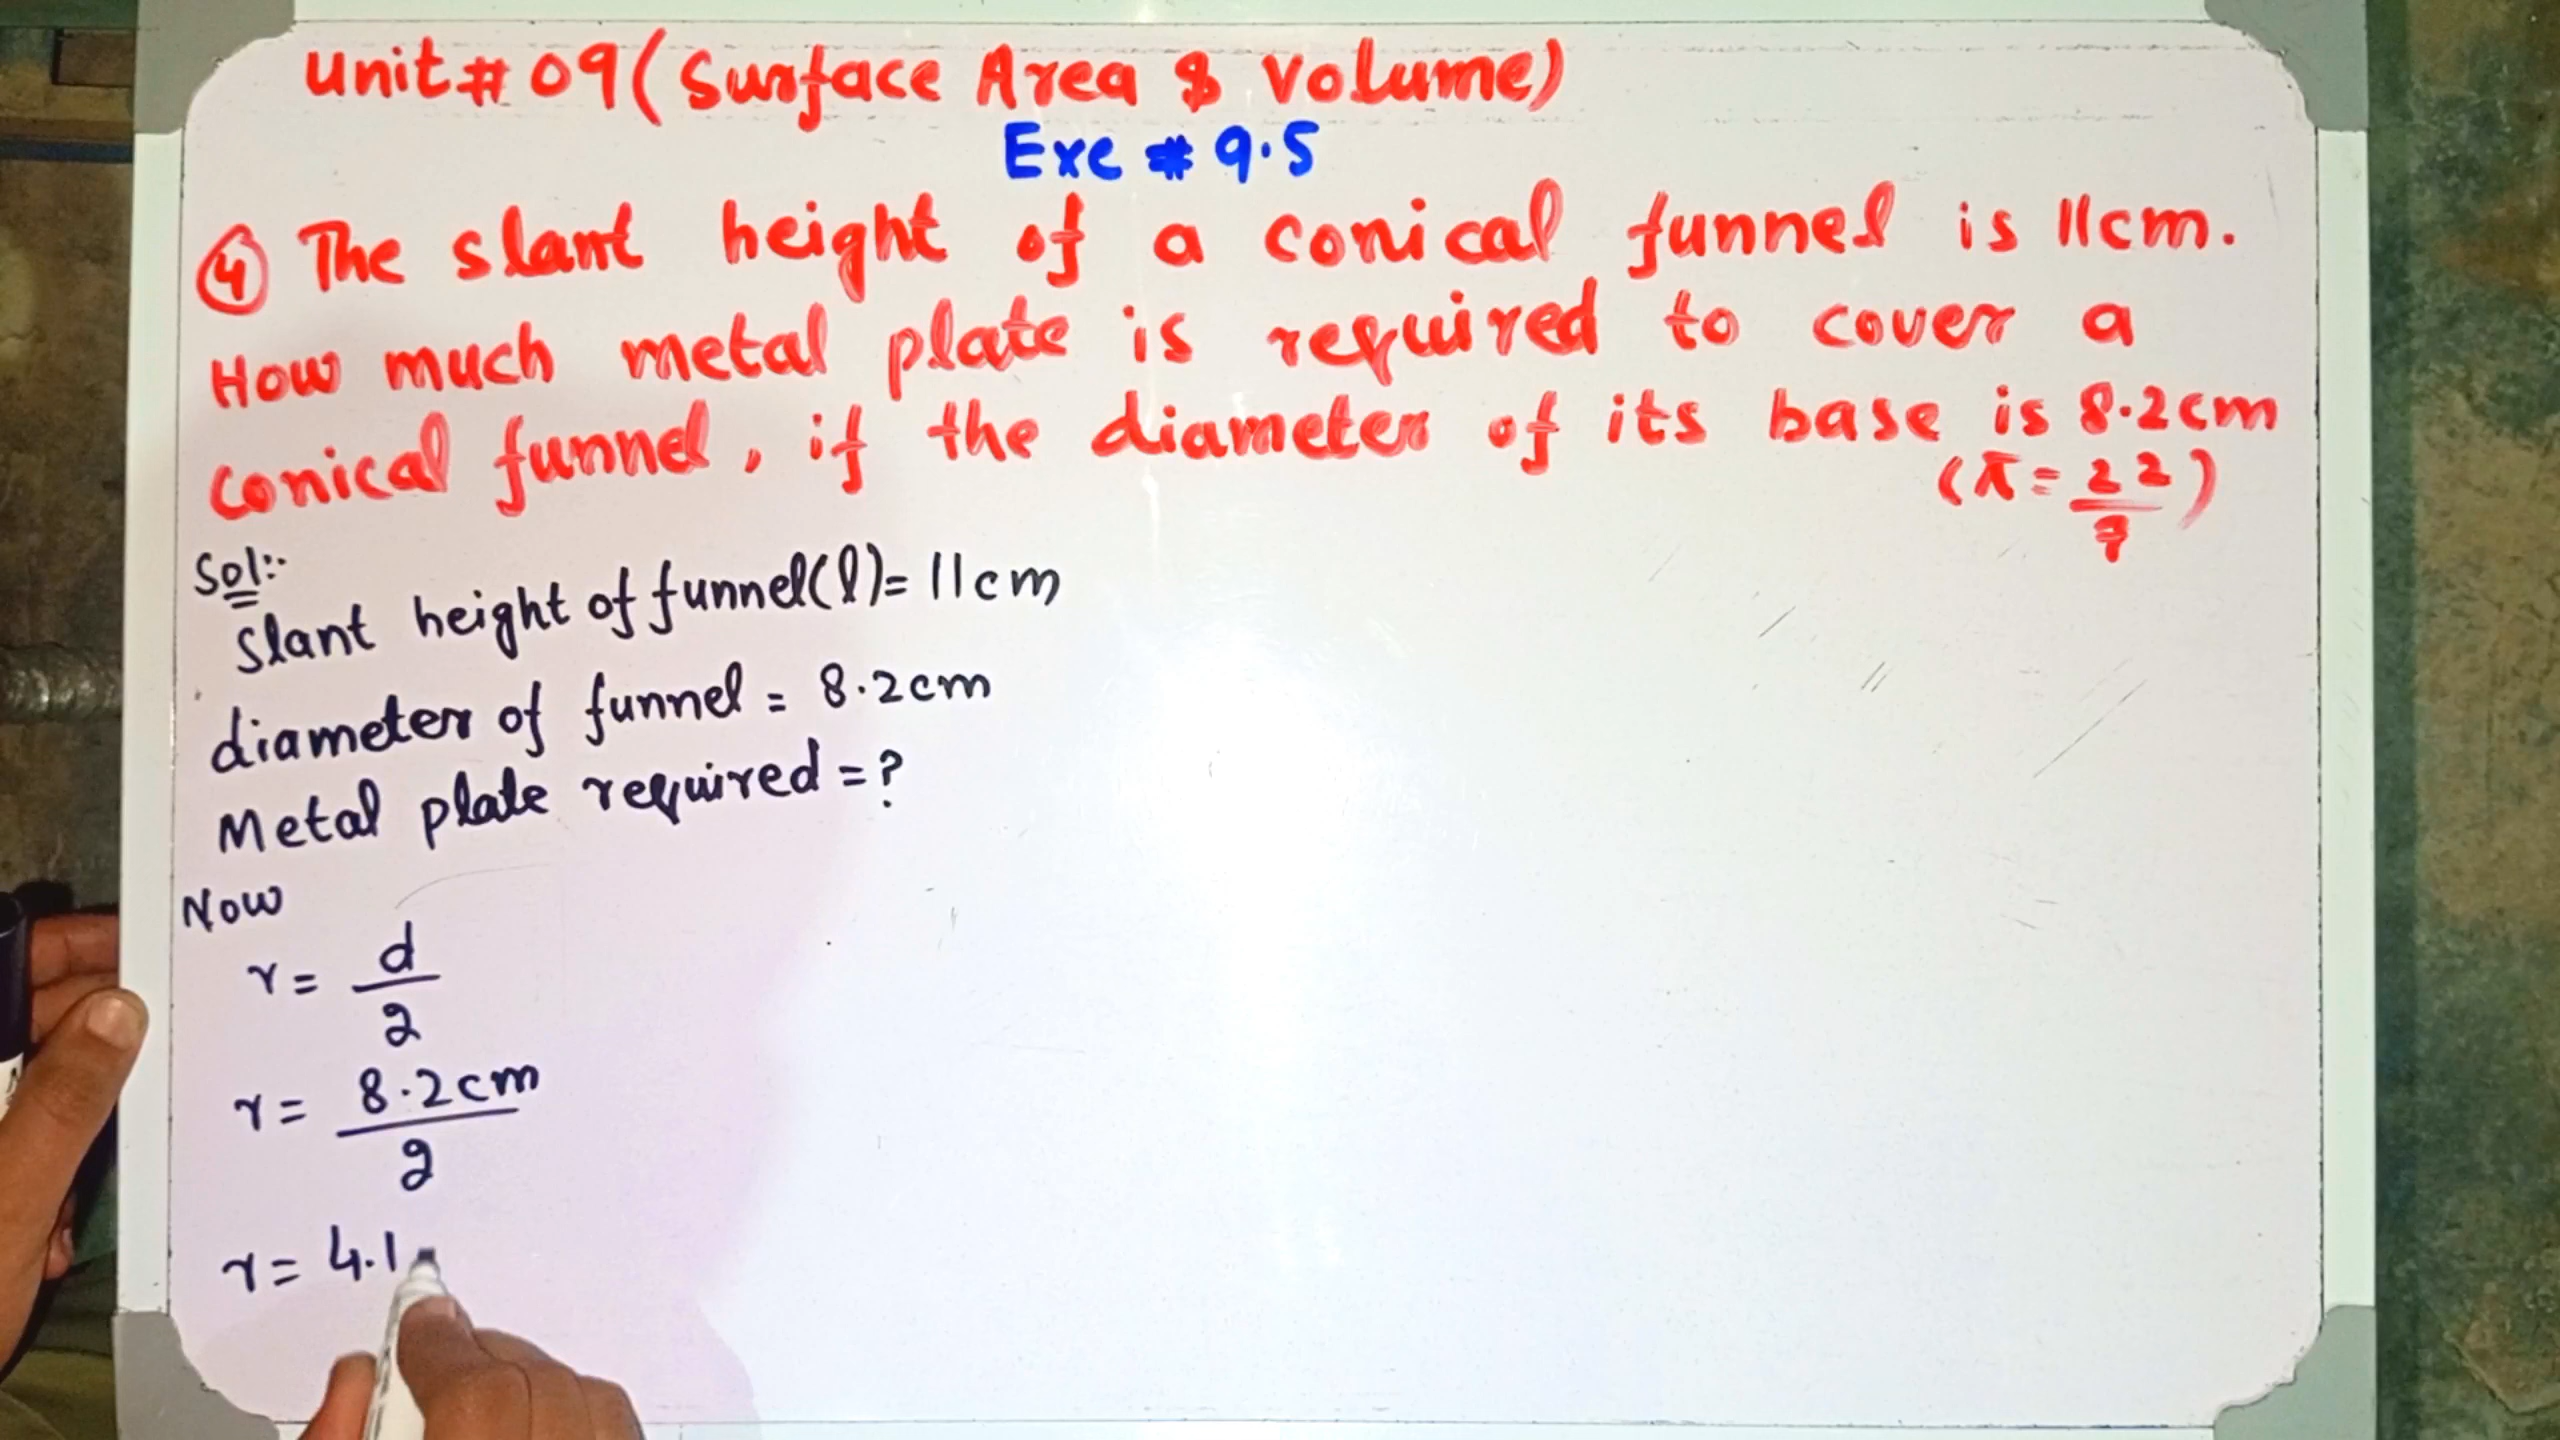 Unit # 09 (Surface Area & Volume)
Exe # 9.5
④ The slant height of a conical funnel is 11cm.
How much metal plate is required to cover a
conical funnel, if the diameter of its base is 8.2cm
(π = 22/7)
Sol:-
Slant height of funnel(l) = 11cm
diameter of funnel = 8.2cm
Metal plate required = ?
Now
r = d/2
r = 8.2cm/2
r = 4.1